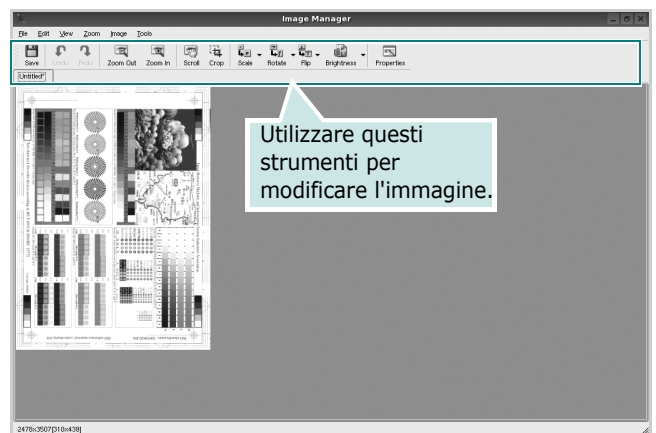 Image Manager
File Edit View Zoom Image Tools
Save Undo Redo Zoom Out Zoom In Scroll Crop Scale Rotate Flip Brightness Properties
Untitled*
Utilizzare questi
strumenti per
modificare l'immagine.
2478x3507[310x439]